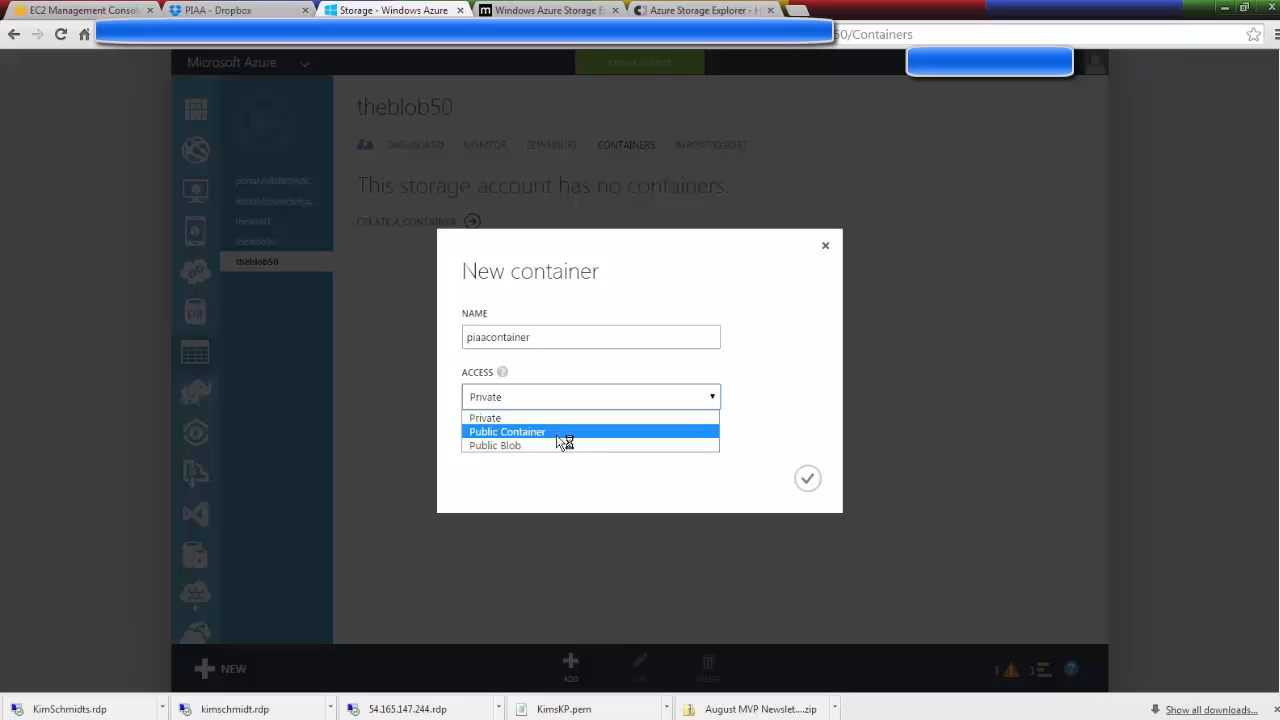 EC2 Management Consol
PIAA – Dropbox
Storage - Windows Azure
Windows Azure Storage E
Azure Storage Explorer - H
50/Containers
Microsoft Azure
theblob50
DASHBOARD MONITOR CONFIGURE CONTAINERS IMPORT/EXPORT
This storage account has no containers.
CREATE A CONTAINER
theblob50
New container
NAME
piaacontainer
ACCESS ?
Private
Private
Public Container
Public Blob
NEW
ADD
EDIT
DELETE
1
1
?
KimSchmidts.rdp
kimschmidt.rdp
54.165.147.244.rdp
KimsKP.pem
August MVP Newslet....zip
Show all downloads...